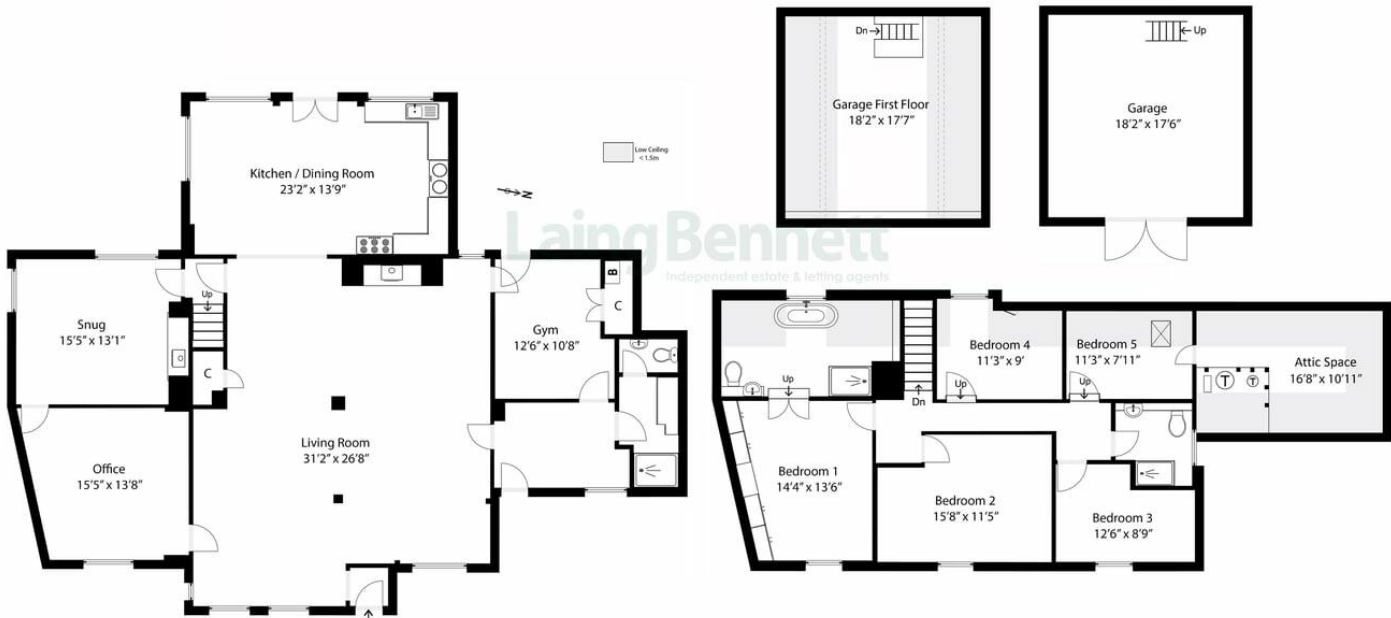 Dn
Garage First Floor
18'2" x 17'7"
Up
Garage
18'2" x 17'6"
Kitchen / Dining Room
23'2" x 13'9"
Low Ceiling
< 1.5m
N
Laing Bennett
Independent estate & letting agents
Snug
15'5" x 13'1"
Up
C
Gym
12'6" x 10'8"
B
C
Office
15'5" x 13'8"
Living Room
31'2" x 26'8"
Up
Dn
Bedroom 4
11'3" x 9'
Up
Bedroom 5
11'3" x 7'11"
Up
Attic Space
16'8" x 10'11"
T
T
Bedroom 1
14'4" x 13'6"
Bedroom 2
15'8" x 11'5"
Bedroom 3
12'6" x 8'9"